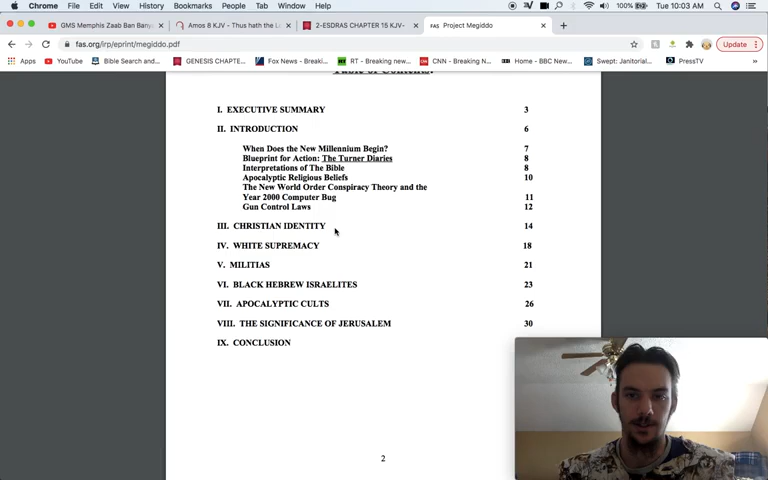 Chrome File Edit View History Bookmarks People Tab Window Help 100% Tue 10:03 AM
GMS Memphis Zaab Ban Bany
Amos 8 KJV - Thus hath the L
2-ESDRAS CHAPTER 15 KJV-
Project Megiddo
fas.org/irp/eprint/megiddo.pdf
Update
Apps YouTube Bible Search and... GENESIS CHAPTE... Fox News - Breaki... RT - Breaking new... CNN - Breaking N... Home - BBC New... Swept: Janitorial... PressTV
Table of Contents:
I. EXECUTIVE SUMMARY 3
II. INTRODUCTION 6
When Does the New Millennium Begin? 7
Blueprint for Action: The Turner Diaries 8
Interpretations of The Bible 8
Apocalyptic Religious Beliefs 10
The New World Order Conspiracy Theory and the
Year 2000 Computer Bug 11
Gun Control Laws 12
III. CHRISTIAN IDENTITY 14
IV. WHITE SUPREMACY 18
V. MILITIAS 21
VI. BLACK HEBREW ISRAELITES 23
VII. APOCALYPTIC CULTS 26
VIII. THE SIGNIFICANCE OF JERUSALEM 30
IX. CONCLUSION
2